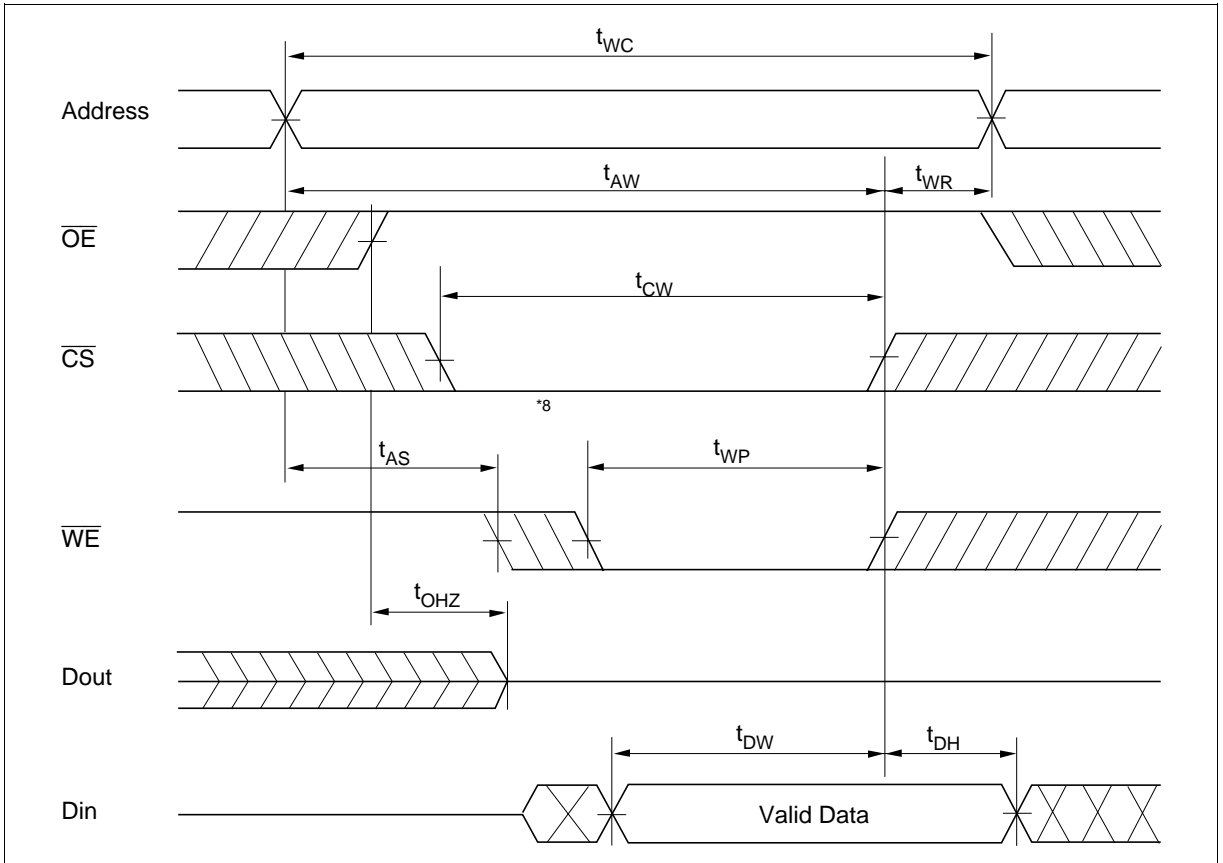 tWC
Address
tAW
tWR
OE
tCW
CS
*8
tAS
tWP
WE
tOHZ
Dout
tDW
tDH
Din
Valid Data